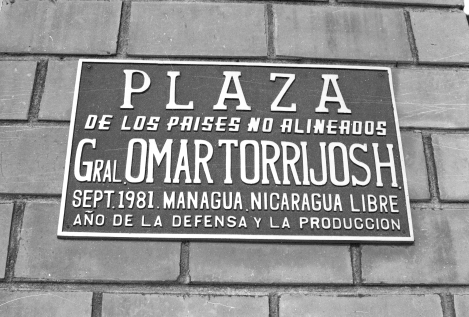 PLAZA
DE LOS PAISES NO ALINEADOS
GRAL. OMAR TORRIJOS H.
SEPT. 1981. MANAGUA, NICARAGUA LIBRE
AÑO DE LA DEFENSA Y LA PRODUCCION